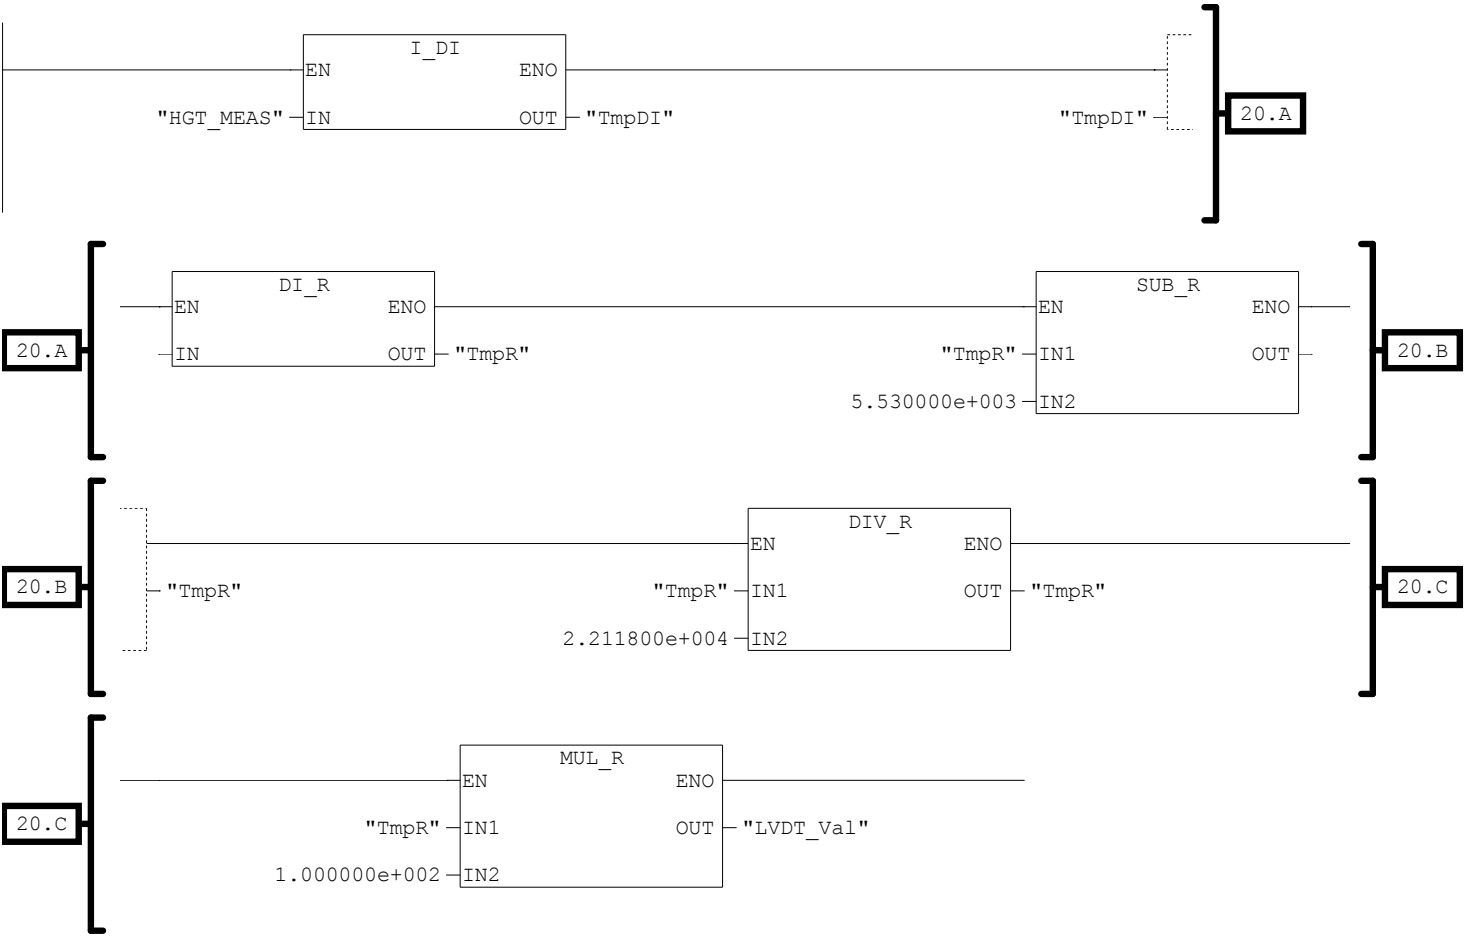 I_DI
EN ENO
"HGT_MEAS" IN OUT "TmpDI" "TmpDI" 20.A
DI_R SUB_R
EN ENO EN ENO
20.A IN OUT "TmpR" "TmpR" IN1 OUT 20.B
5.530000e+003 IN2
DIV_R
EN ENO
20.B "TmpR" "TmpR" IN1 OUT "TmpR" 20.C
2.211800e+004 IN2
MUL_R
EN ENO
20.C "TmpR" IN1 OUT "LVDT_Val"
1.000000e+002 IN2